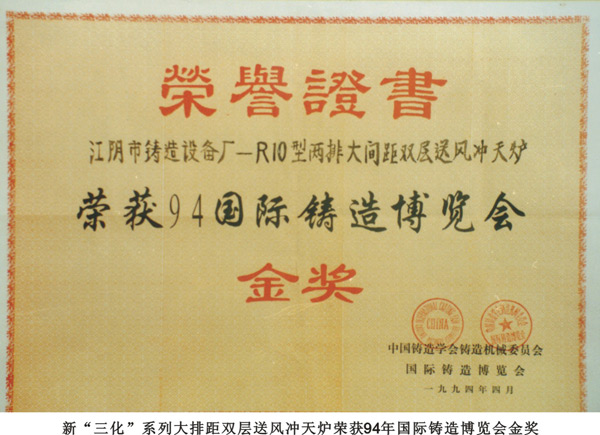 榮譽證書
江阴市铸造设备厂—R10型两排大间距双层送风冲天炉
荣获94国际铸造博览会
金奖
CHINA
中国铸造学会铸造机械委员会
国际铸造博览会
一九九四年四月
新“三化”系列大排距双层送风冲天炉荣获94年国际铸造博览会金奖